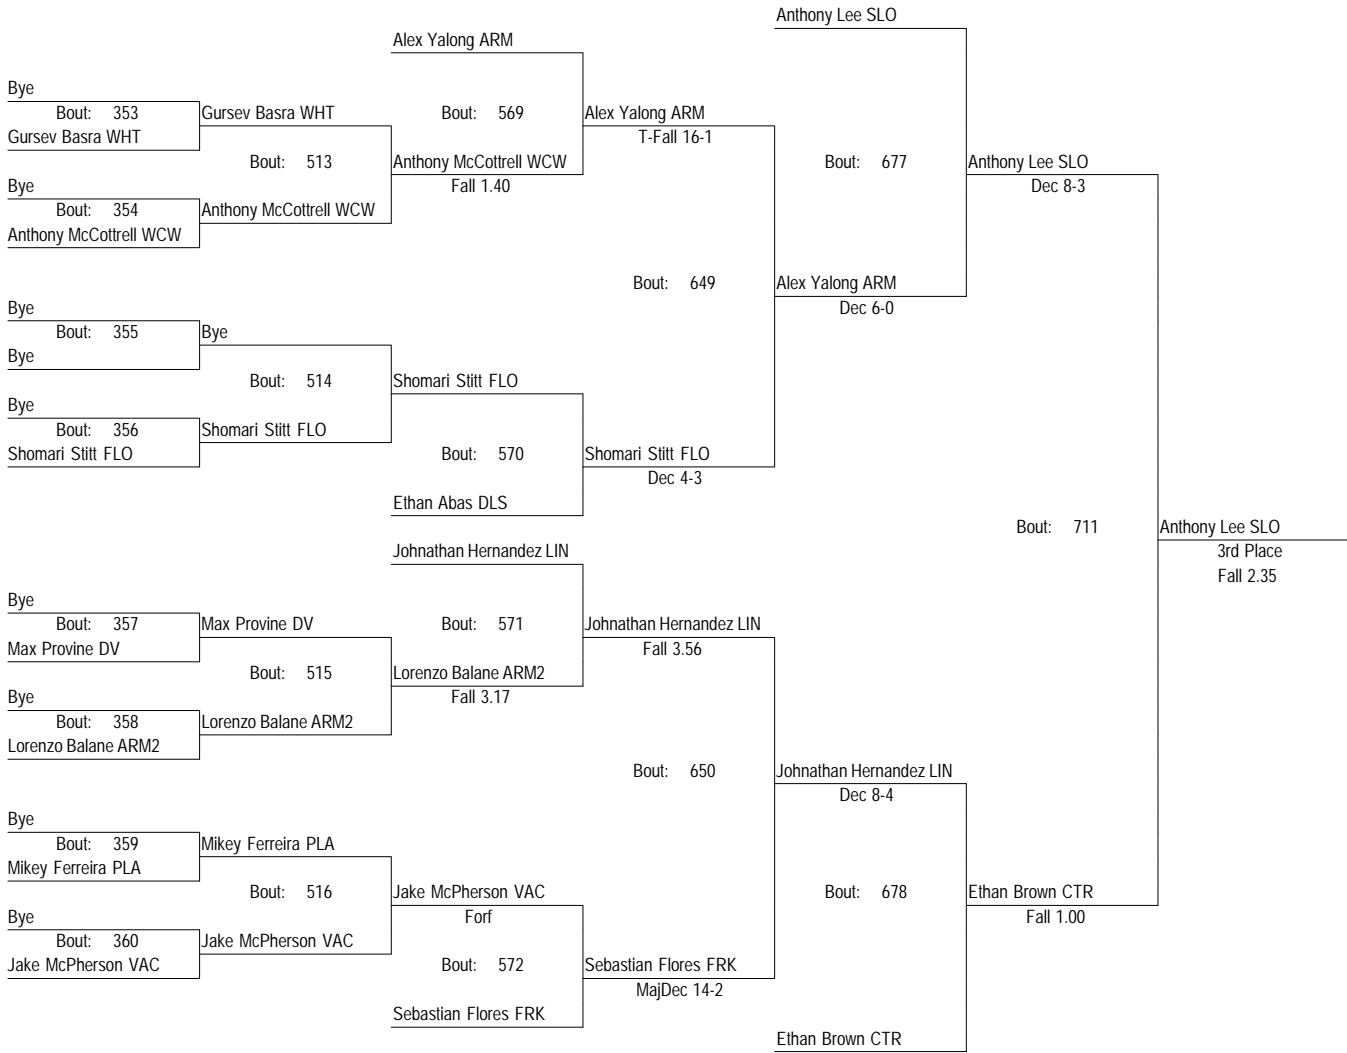 Anthony Lee SLO
Alex Yalong ARM
Bye
Bout: 353
Gursev Basra WHT
Bout: 569
Alex Yalong ARM
Gursev Basra WHT
T-Fall 16-1
Bout: 513
Anthony McCottrell WCW
Bout: 677
Anthony Lee SLO
Bye
Fall 1.40
Dec 8-3
Bout: 354
Anthony McCottrell WCW
Anthony McCottrell WCW
Bout: 649
Alex Yalong ARM
Bye
Dec 6-0
Bout: 355
Bye
Bye
Bout: 514
Shomari Stitt FLO
Bye
Bout: 356
Shomari Stitt FLO
Shomari Stitt FLO
Bout: 570
Shomari Stitt FLO
Dec 4-3
Ethan Abas DLS
Bout: 711
Anthony Lee SLO
Johnathan Hernandez LIN
3rd Place
Fall 2.35
Bye
Bout: 357
Max Provine DV
Bout: 571
Johnathan Hernandez LIN
Max Provine DV
Fall 3.56
Bout: 515
Lorenzo Balane ARM2
Bye
Fall 3.17
Bout: 358
Lorenzo Balane ARM2
Lorenzo Balane ARM2
Bout: 650
Johnathan Hernandez LIN
Dec 8-4
Bye
Bout: 359
Mikey Ferreira PLA
Mikey Ferreira PLA
Bout: 516
Jake McPherson VAC
Bout: 678
Ethan Brown CTR
Bye
Forf
Fall 1.00
Bout: 360
Jake McPherson VAC
Jake McPherson VAC
Bout: 572
Sebastian Flores FRK
MajDec 14-2
Sebastian Flores FRK
Ethan Brown CTR